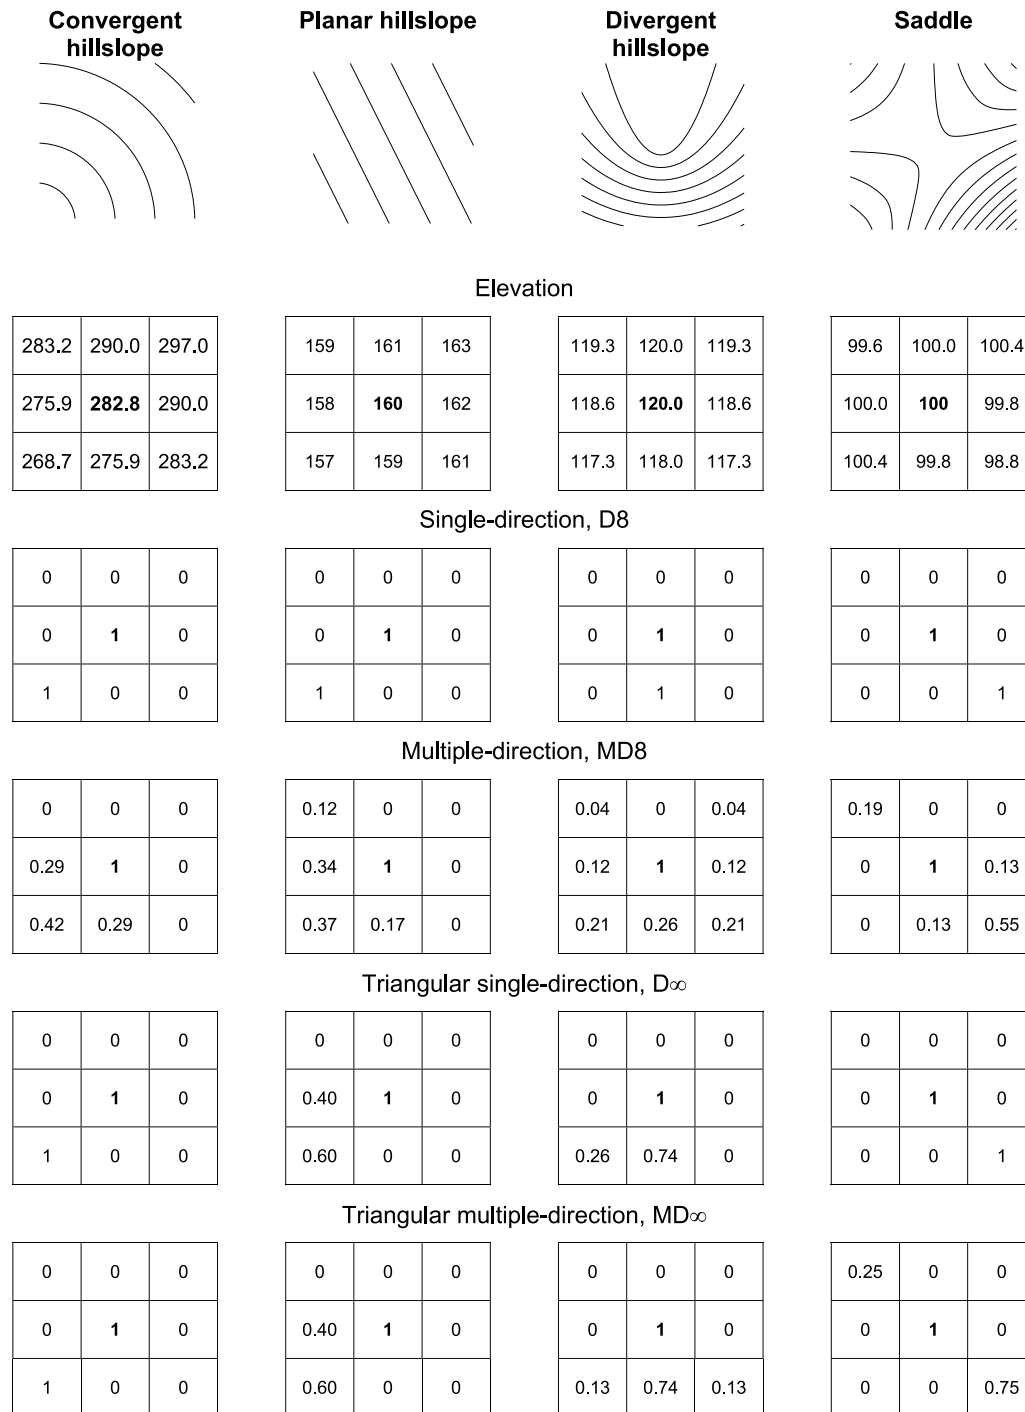 Convergent hillslope Planar hillslope Divergent hillslope Saddle
Elevation
283.2 290.0 297.0 159 161 163 119.3 120.0 119.3 99.6 100.0 100.4
275.9 282.8 290.0 158 160 162 118.6 120.0 118.6 100.0 100 99.8
268.7 275.9 283.2 157 159 161 117.3 118.0 117.3 100.4 99.8 98.8
Single-direction, D8
0 0 0 0 0 0 0 0 0 0 0 0
0 1 0 0 1 0 0 1 0 0 1 0
1 0 0 1 0 0 0 1 0 0 0 1
Multiple-direction, MD8
0 0 0 0.12 0 0 0.04 0 0.04 0.19 0 0
0.29 1 0 0.34 1 0 0.12 1 0.12 0 1 0.13
0.42 0.29 0 0.37 0.17 0 0.21 0.26 0.21 0 0.13 0.55
Triangular single-direction, D∞
0 0 0 0 0 0 0 0 0 0 0 0
0 1 0 0.40 1 0 0 1 0 0 1 0
1 0 0 0.60 0 0 0.26 0.74 0 0 0 1
Triangular multiple-direction, MD∞
0 0 0 0 0 0 0 0 0 0.25 0 0
0 1 0 0.40 1 0 0 1 0 0 1 0
1 0 0 0.60 0 0 0.13 0.74 0.13 0 0 0.75